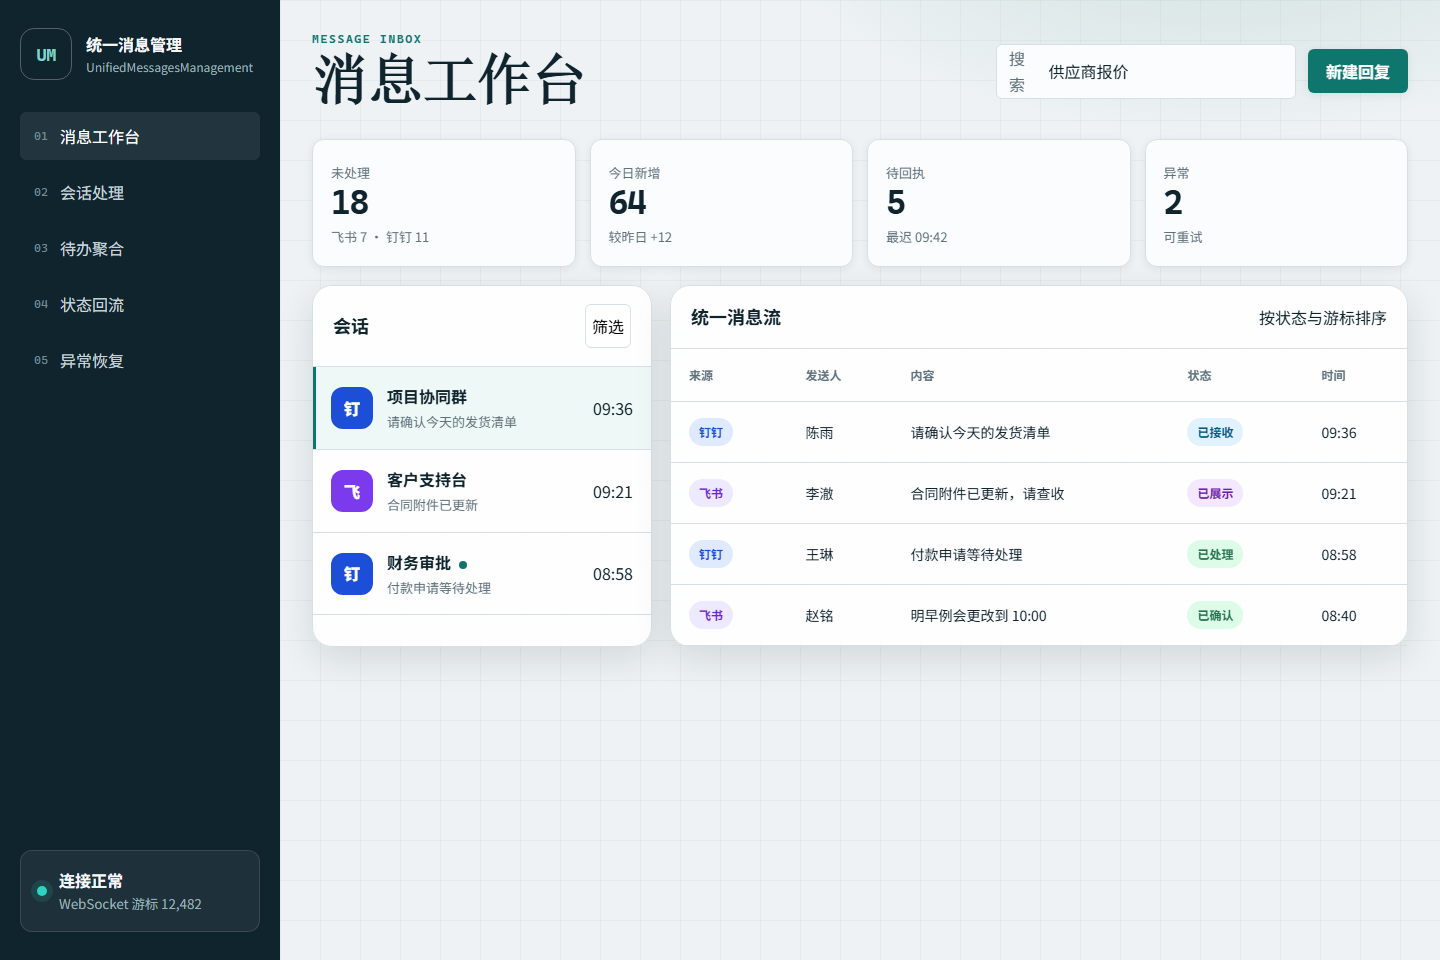 UM
统一消息管理
UnifiedMessagesManagement
01 消息工作台
02 会话处理
03 待办聚合
04 状态回流
05 异常恢复
连接正常
WebSocket 游标 12,482
MESSAGE INBOX
消息工作台
搜索
供应商报价
新建回复
未处理
18
飞书 7 · 钉钉 11
今日新增
64
较昨日 +12
待回执
5
最迟 09:42
异常
2
可重试
会话
筛选
钉
项目协同群
请确认今天的发货清单
09:36
飞
客户支持台
合同附件已更新
09:21
钉
财务审批
付款申请等待处理
08:58
统一消息流
按状态与游标排序
来源 发送人 内容 状态 时间
钉钉 陈雨 请确认今天的发货清单 已接收 09:36
飞书 李澈 合同附件已更新，请查收 已展示 09:21
钉钉 王琳 付款申请等待处理 已处理 08:58
飞书 赵铭 明早例会更改到 10:00 已确认 08:40